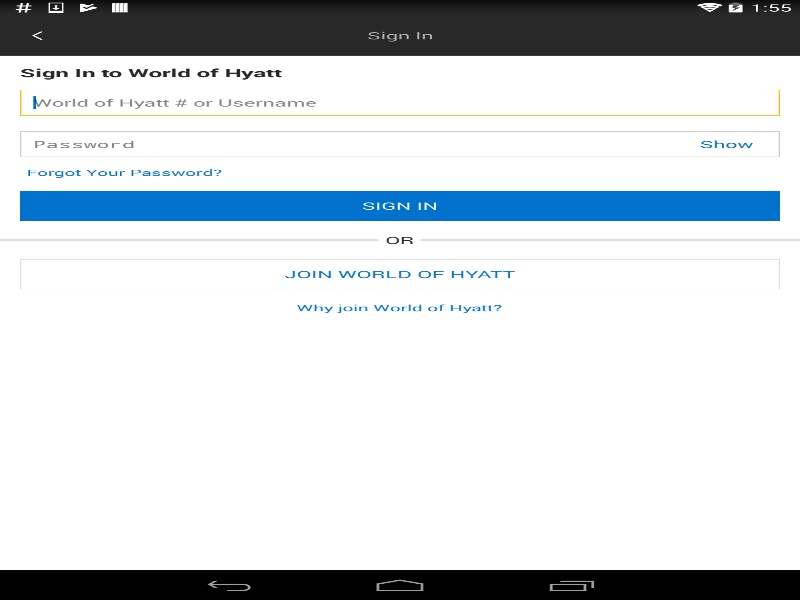 1:55
<
Sign In
Sign In to World of Hyatt
World of Hyatt # or Username
Password
Show
Forgot Your Password?
SIGN IN
OR
JOIN WORLD OF HYATT
Why join World of Hyatt?